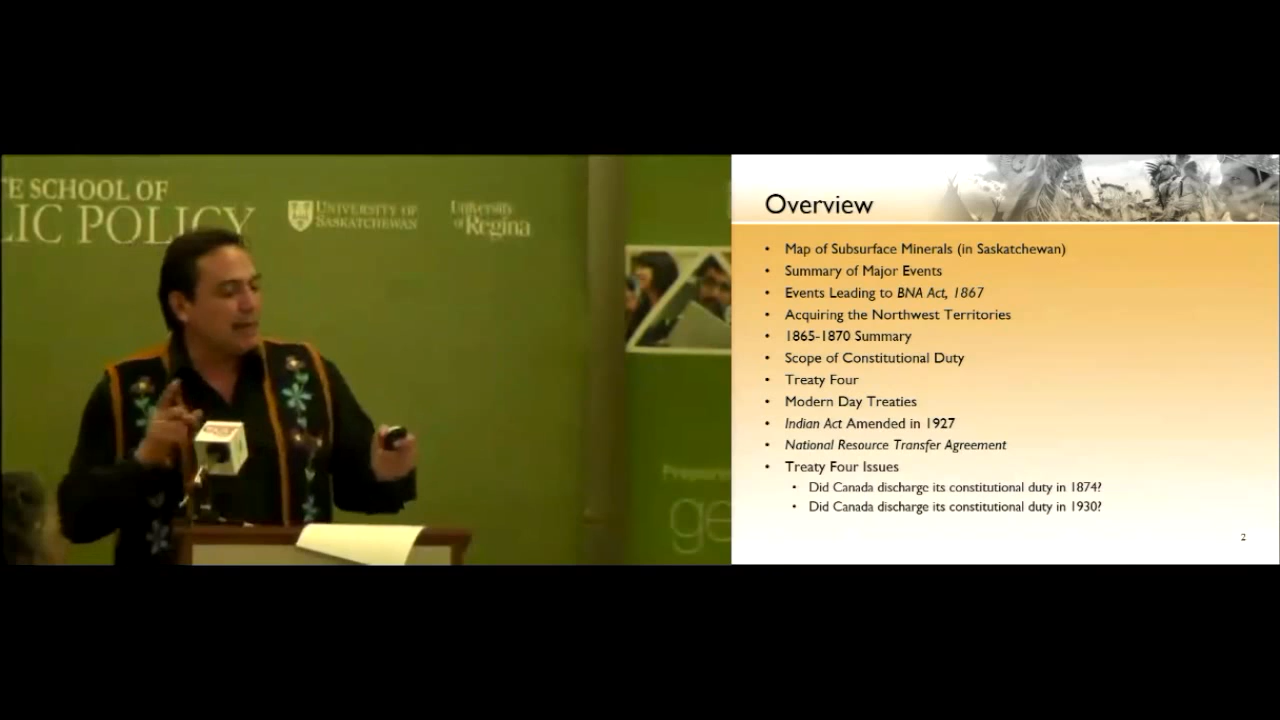 E SCHOOL OF
LIC POLICY
UNIVERSITY OF
SASKATCHEWAN
University
of Regina
ge
Overview
• Map of Subsurface Minerals (in Saskatchewan)
• Summary of Major Events
• Events Leading to BNA Act, 1867
• Acquiring the Northwest Territories
• 1865-1870 Summary
• Scope of Constitutional Duty
• Treaty Four
• Modern Day Treaties
• Indian Act Amended in 1927
• National Resource Transfer Agreement
• Treaty Four Issues
• Did Canada discharge its constitutional duty in 1874?
• Did Canada discharge its constitutional duty in 1930?
2